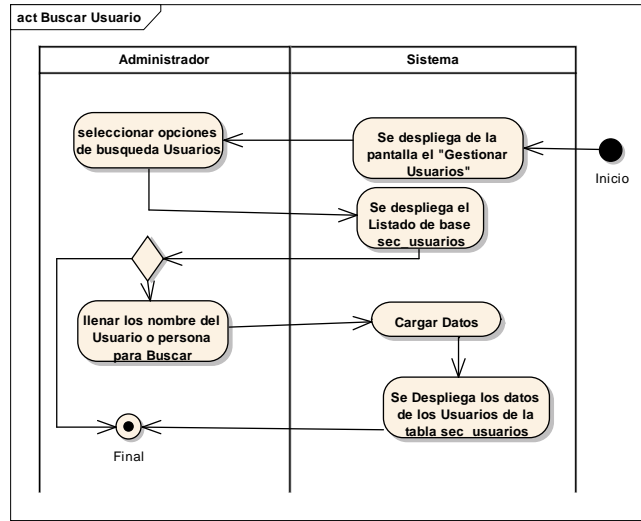 act Buscar Usuario
Administrador
Sistema
seleccionar opciones
de busqueda Usuarios
Se despliega de la
pantalla el "Gestionar
Usuarios"
Inicio
Se despliega el
Listado de base
sec_usuarios
llenar los nombre del
Usuario o persona
para Buscar
Cargar Datos
Se Despliega los datos
de los Usuarios de la
tabla sec_usuarios
Final